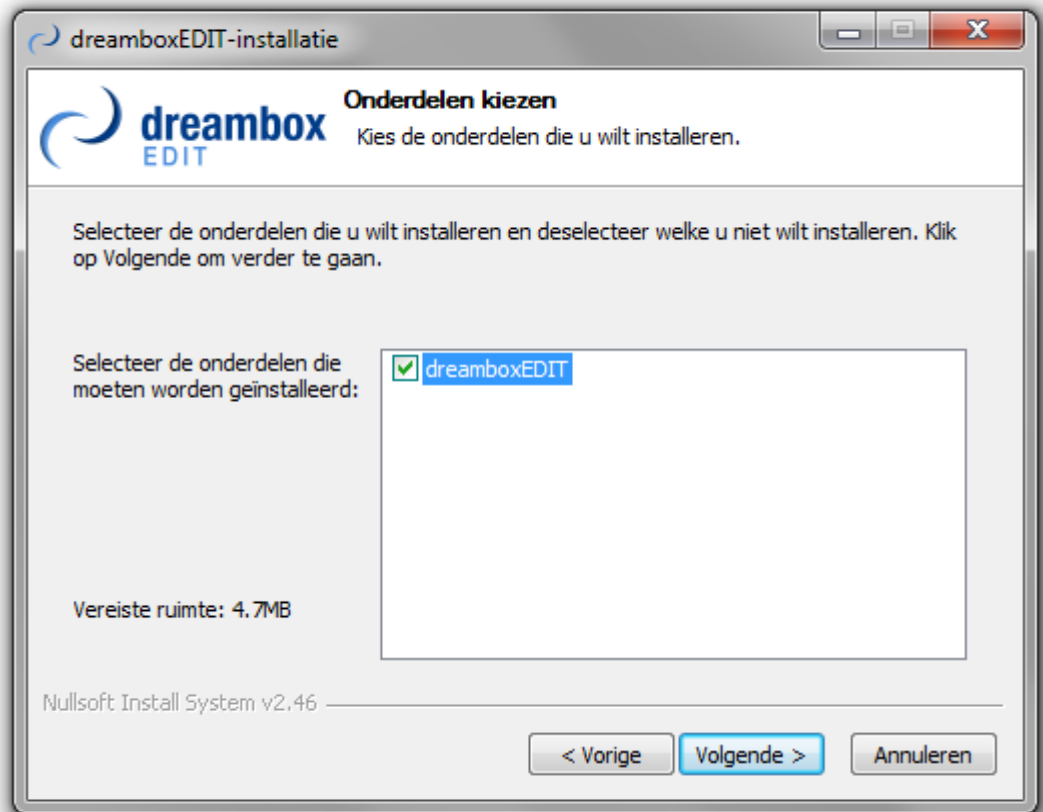 dreamboxEDIT-installatie
dreambox
EDIT
Onderdelen kiezen
Kies de onderdelen die u wilt installeren.
Selecteer de onderdelen die u wilt installeren en deselecteer welke u niet wilt installeren. Klik
op Volgende om verder te gaan.
Selecteer de onderdelen die
moeten worden geïnstalleerd:
dreamboxEDIT
Vereiste ruimte: 4.7MB
Nullsoft Install System v2.46
< Vorige
Volgende >
Annuleren